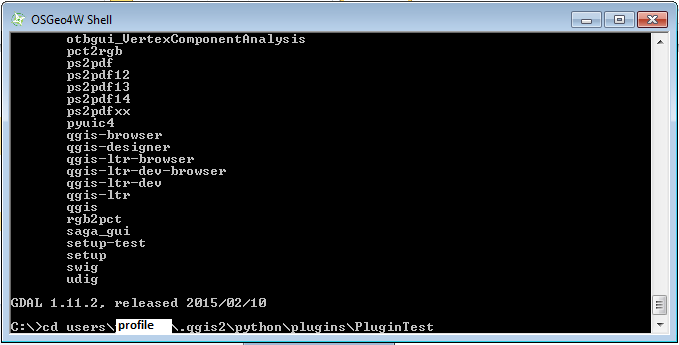 OSGeo4W Shell
otbgui_VertexComponentAnalysis
pct2rgb
ps2pdf
ps2pdf12
ps2pdf13
ps2pdf14
ps2pdfxx
pyuic4
qgis-browser
qgis-designer
qgis-ltr-browser
qgis-ltr-dev-browser
qgis-ltr-dev
qgis-ltr
qgis
rgb2pct
saga_gui
setup-test
setup
swig
udig
GDAL 1.11.2, released 2015/02/10
C:\>cd users\profile\.qgis2\python\plugins\PluginTest